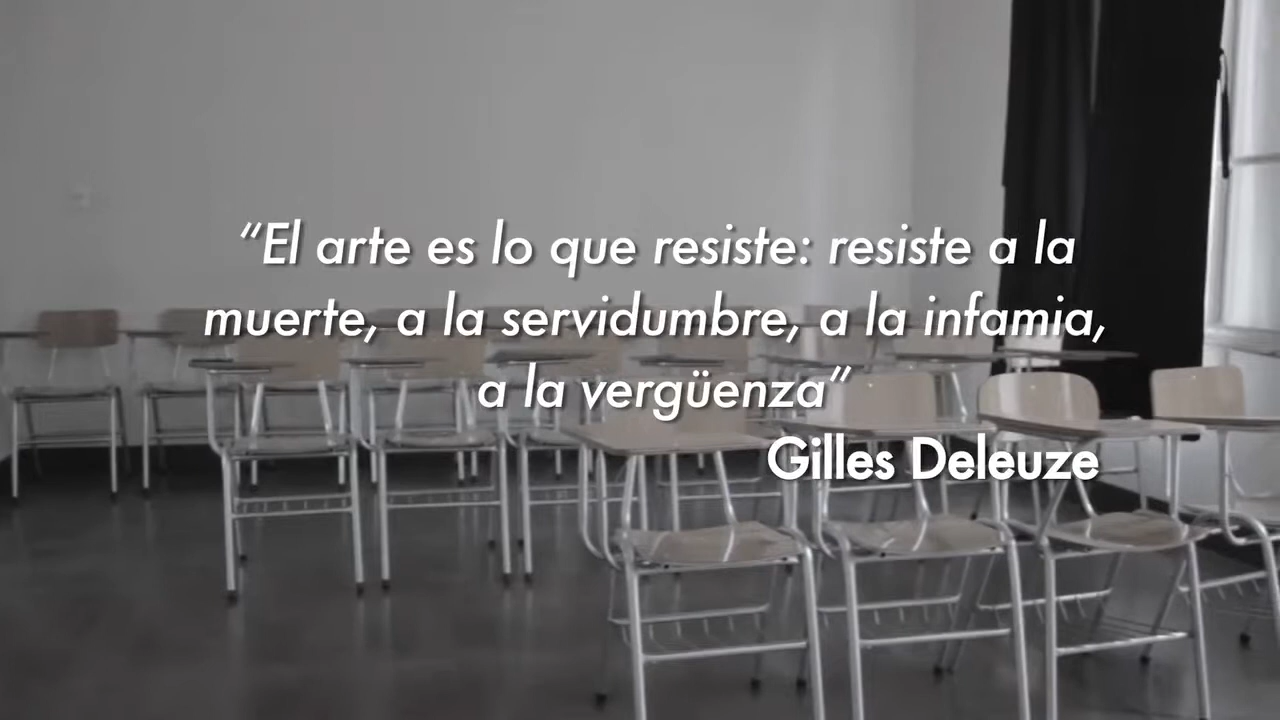 “El arte es lo que resiste: resiste a la
muerte, a la servidumbre, a la infamia,
a la vergüenza”
Gilles Deleuze